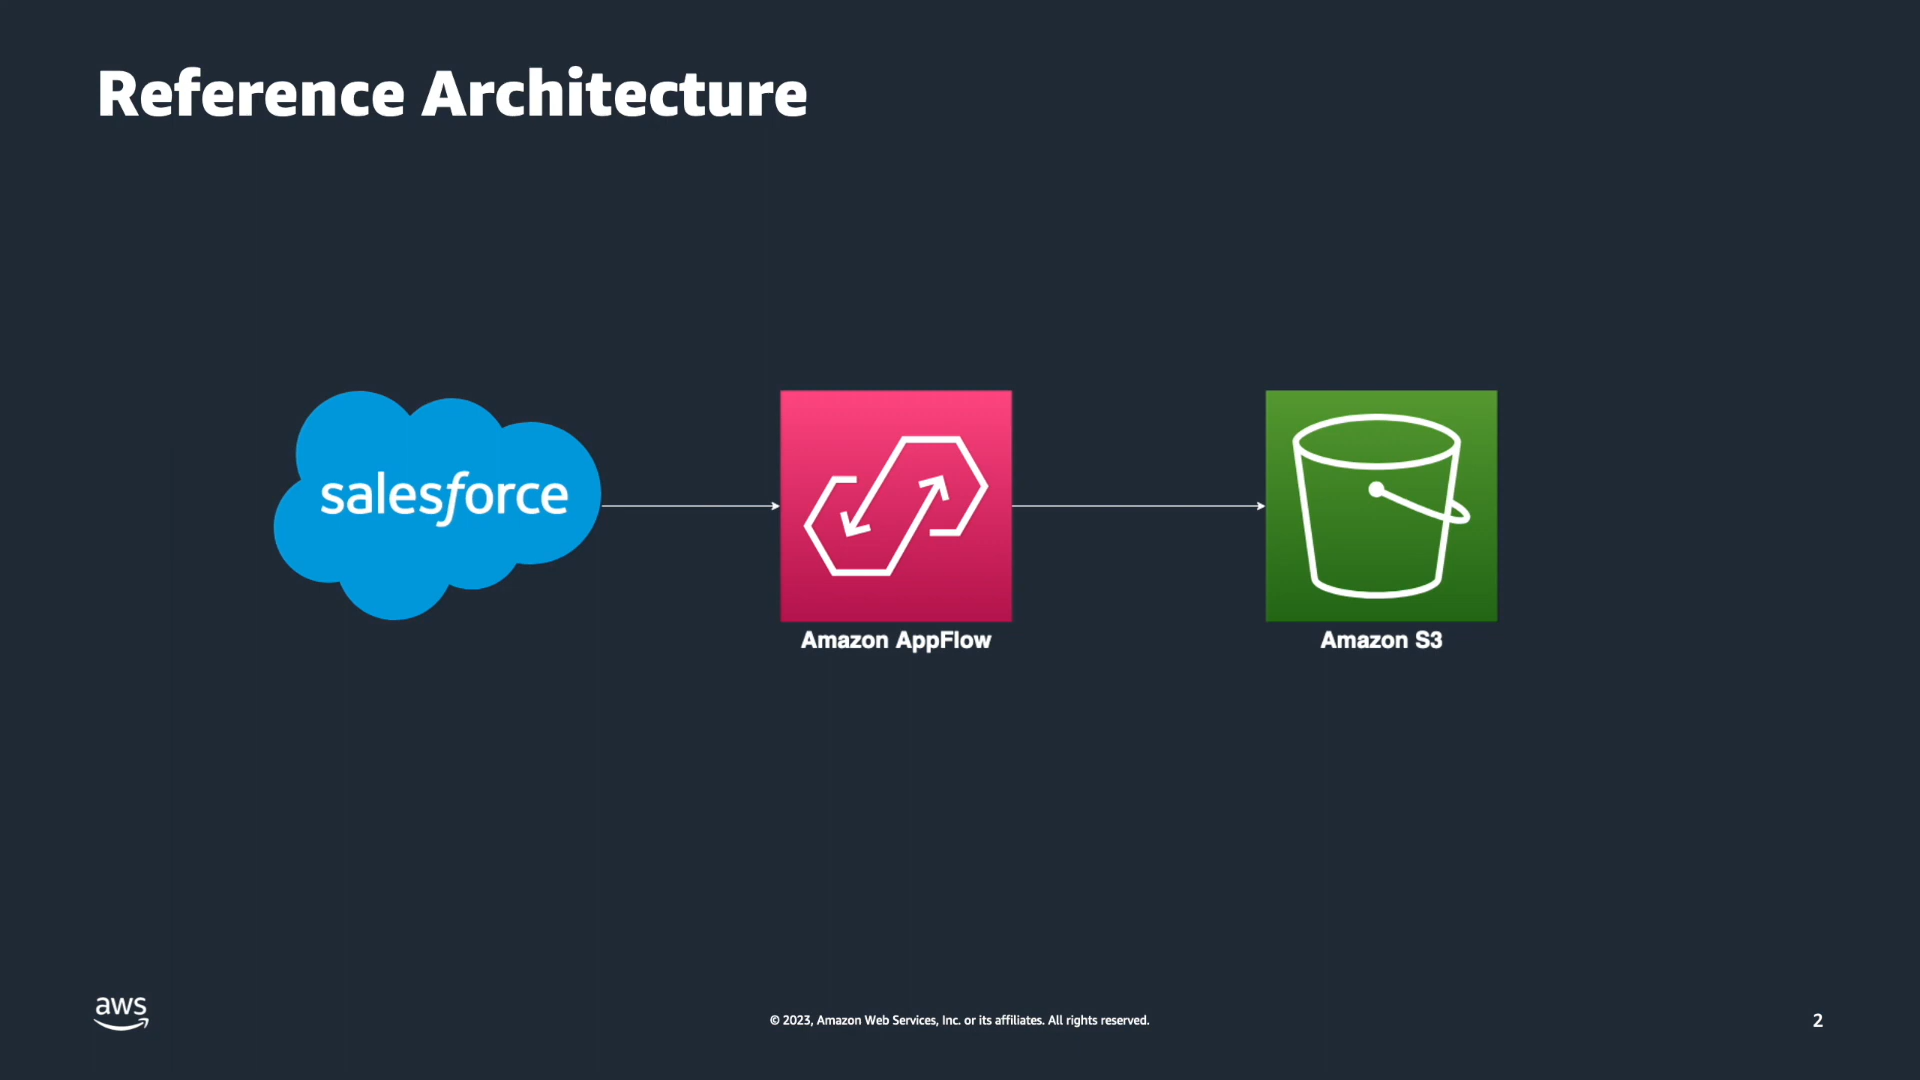 Reference Architecture
salesforce
Amazon AppFlow
Amazon S3
aws
© 2023, Amazon Web Services, Inc. or its affiliates. All rights reserved.
2